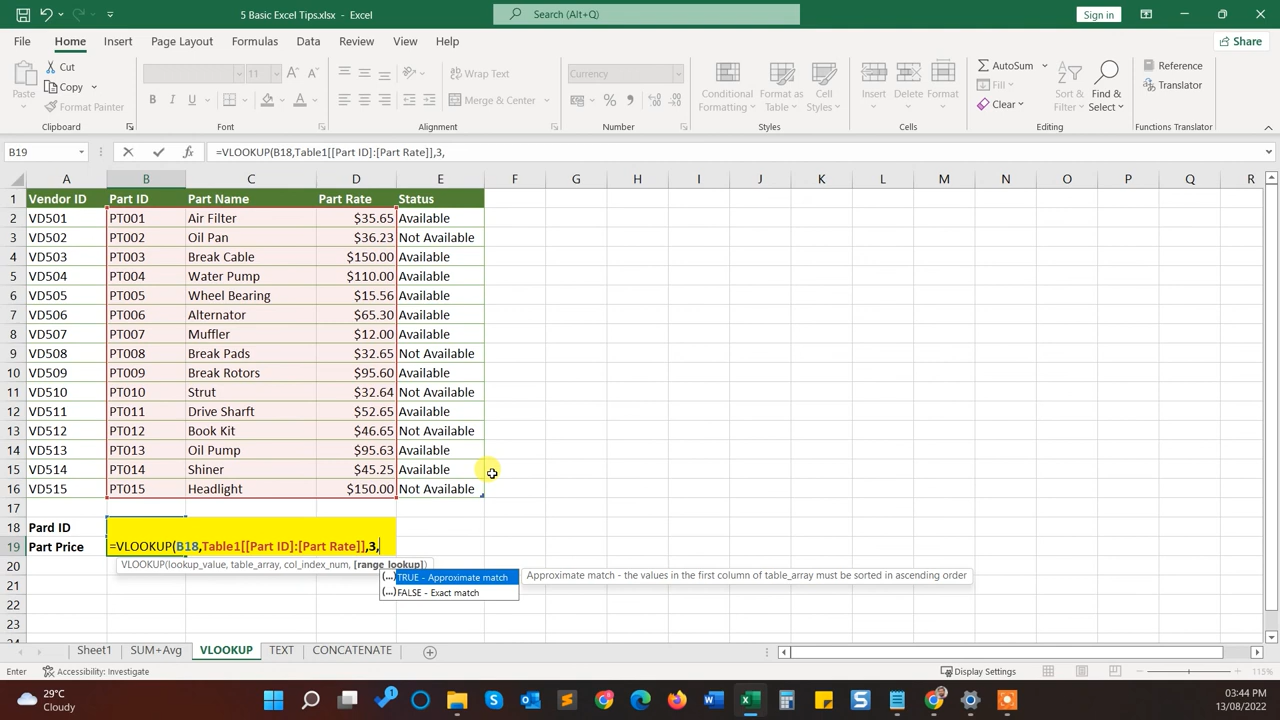 5 Basic Excel Tips.xlsx - Excel
Search (Alt+Q)
Sign in
File Home Insert Page Layout Formulas Data Review View Help
Share
Paste
Cut
Copy
Format Painter
Clipboard
11
A A
B I U
A
Font
Wrap Text
Merge & Center
Alignment
Currency
%
Number
Conditional Formatting
Format as Table
Cell Styles
Styles
Insert
Delete
Format
Cells
AutoSum
Fill
Clear
Sort & Filter
Find & Select
Editing
Reference
Translator
Functions Translator
B19
fx
=VLOOKUP(B18,Table1[[Part ID]:[Part Rate]],3,
A B C D E F G H I J K L M N O P Q R
1 Vendor ID Part ID Part Name Part Rate Status
2 VD501 PT001 Air Filter $35.65 Available
3 VD502 PT002 Oil Pan $36.23 Not Available
4 VD503 PT003 Break Cable $150.00 Available
5 VD504 PT004 Water Pump $110.00 Available
6 VD505 PT005 Wheel Bearing $15.56 Available
7 VD506 PT006 Alternator $65.30 Available
8 VD507 PT007 Muffler $12.00 Available
9 VD508 PT008 Break Pads $32.65 Not Available
10 VD509 PT009 Break Rotors $95.60 Available
11 VD510 PT010 Strut $32.64 Not Available
12 VD511 PT011 Drive Sharft $52.65 Available
13 VD512 PT012 Book Kit $46.65 Not Available
14 VD513 PT013 Oil Pump $95.63 Available
15 VD514 PT014 Shiner $45.25 Available
16 VD515 PT015 Headlight $150.00 Not Available
17
18 Pard ID
19 Part Price =VLOOKUP(B18,Table1[[Part ID]:[Part Rate]],3,
20 VLOOKUP(lookup_value, table_array, col_index_num, [range_lookup])
(...) TRUE - Approximate match
Approximate match - the values in the first column of table_array must be sorted in ascending order
21
(...) FALSE - Exact match
22
23
24
Sheet1 SUM+Avg VLOOKUP TEXT CONCATENATE
Enter
Accessibility: Investigate
Display Settings
115%
29°C
Cloudy
1
03:44 PM
13/08/2022